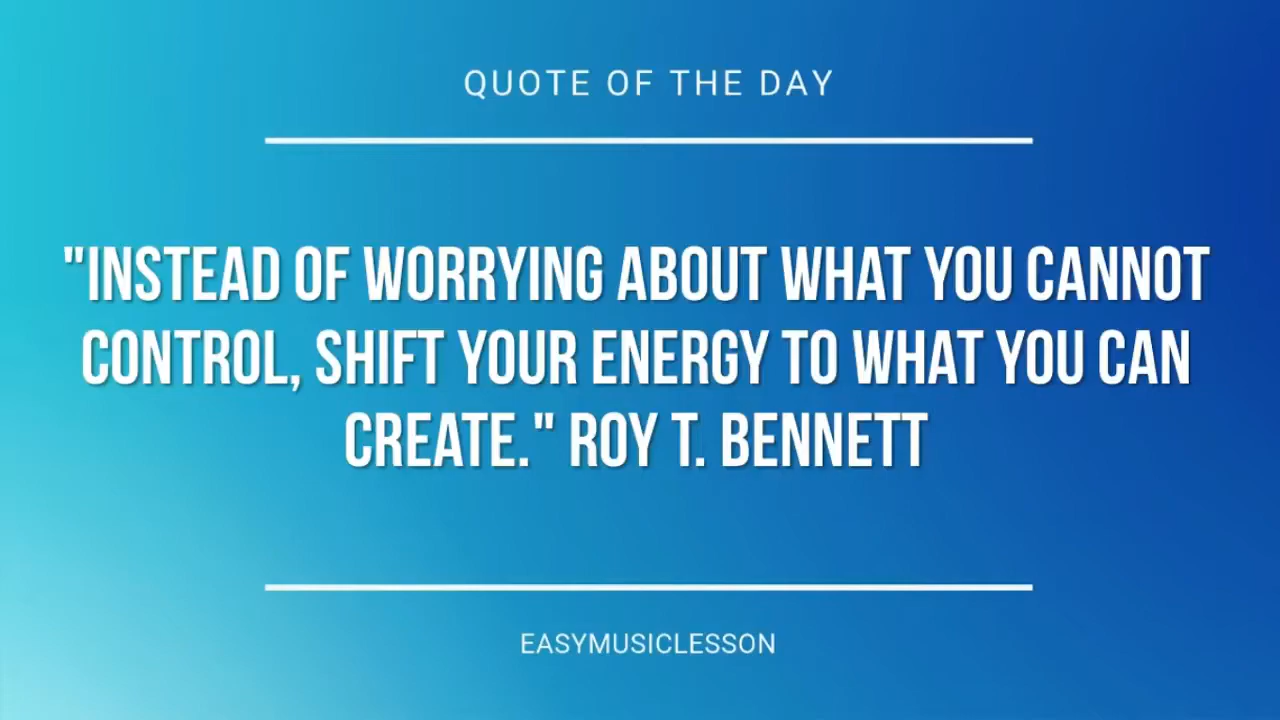 QUOTE OF THE DAY
"INSTEAD OF WORRYING ABOUT WHAT YOU CANNOT
CONTROL, SHIFT YOUR ENERGY TO WHAT YOU CAN
CREATE." ROY T. BENNETT
EASYMUSICLESSON